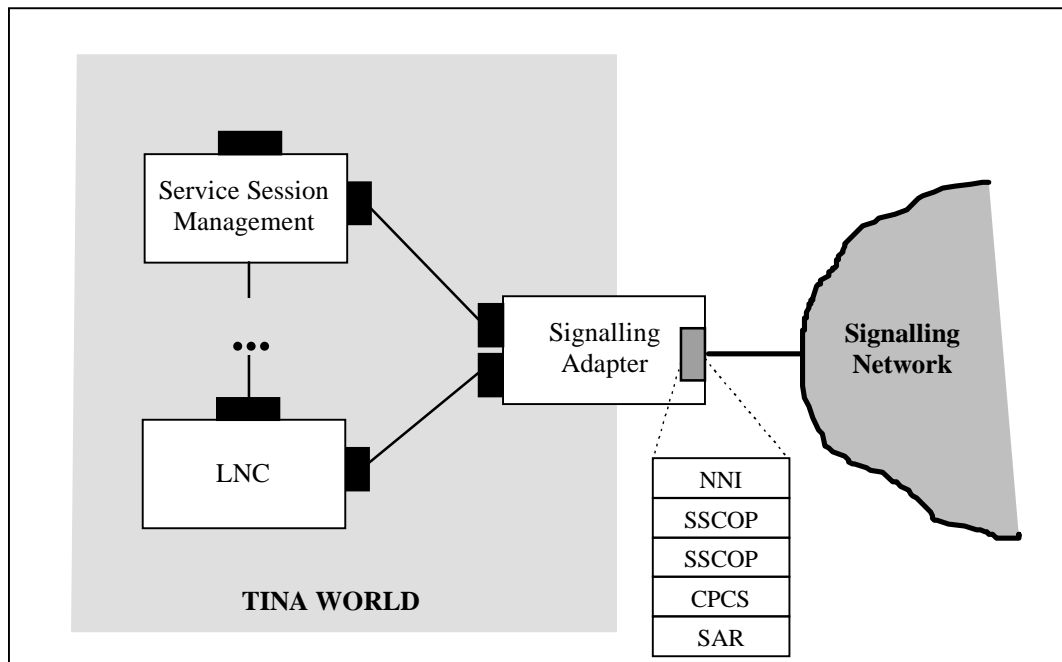 Service Session
Management
Signalling
Adapter
Signalling
Network
LNC
NNI
SSCOP
SSCOP
CPCS
SAR
TINA WORLD